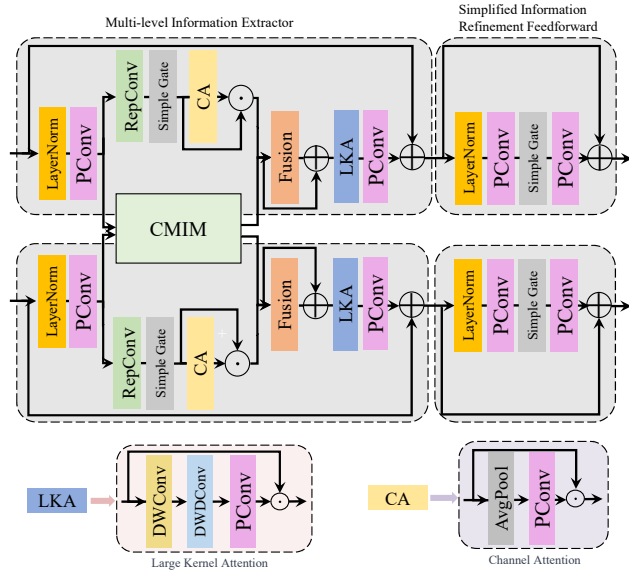 Multi-level Information Extractor
Simplified Information
Refinement Feedforward
LayerNorm
PConv
RepConv
Simple Gate
CA
Fusion
LKA
PConv
LayerNorm
PConv
Simple Gate
PConv
CMIM
LayerNorm
PConv
RepConv
Simple Gate
CA
Fusion
LKA
PConv
LayerNorm
PConv
Simple Gate
PConv
LKA
DWConv
DWDConv
PConv
Large Kernel Attention
CA
AvgPool
PConv
Channel Attention